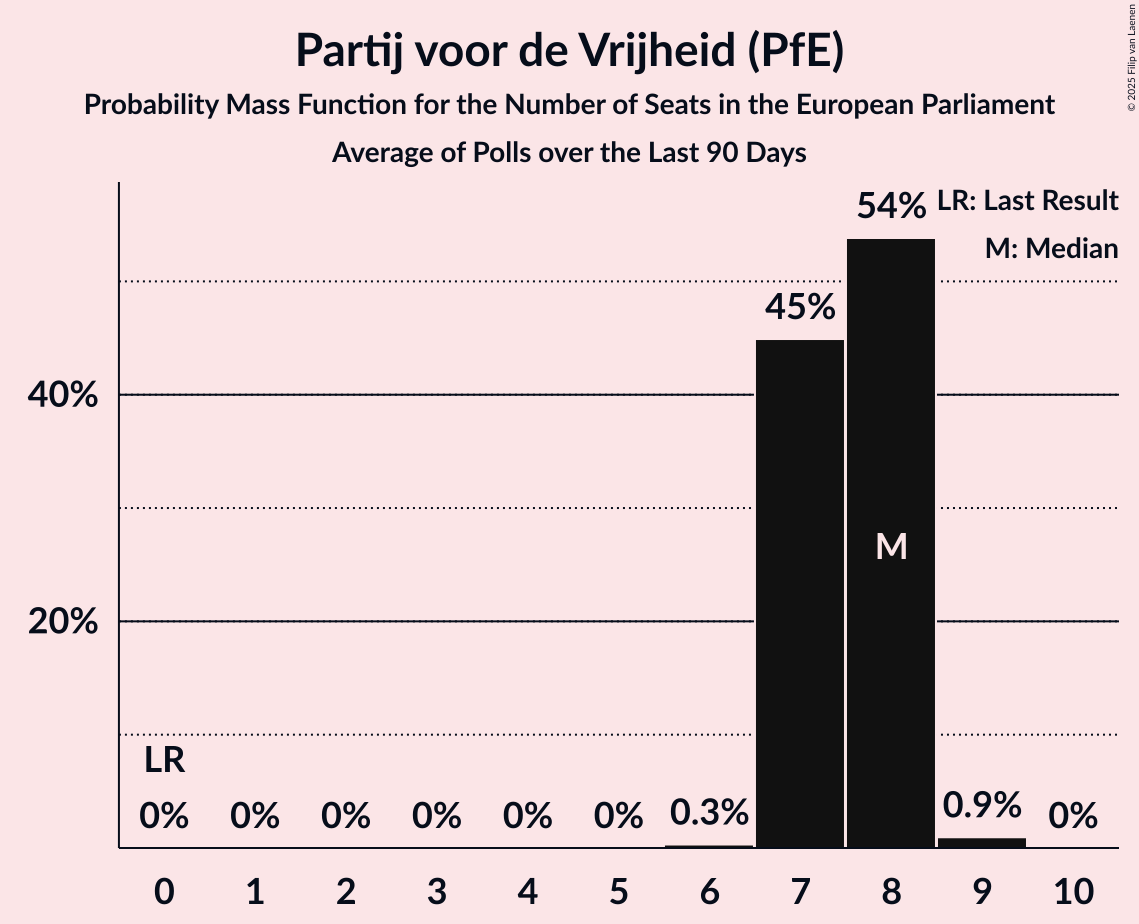 Partij voor de Vrijheid (PfE)
Probability Mass Function for the Number of Seats in the European Parliament
Average of Polls over the Last 90 Days
© 2025 Filip van Laenen
54% LR: Last Result
M: Median
45%
40%
M
20%
LR
0% 0% 0% 0% 0% 0% 0.3% 0.9% 0%
0 1 2 3 4 5 6 7 8 9 10